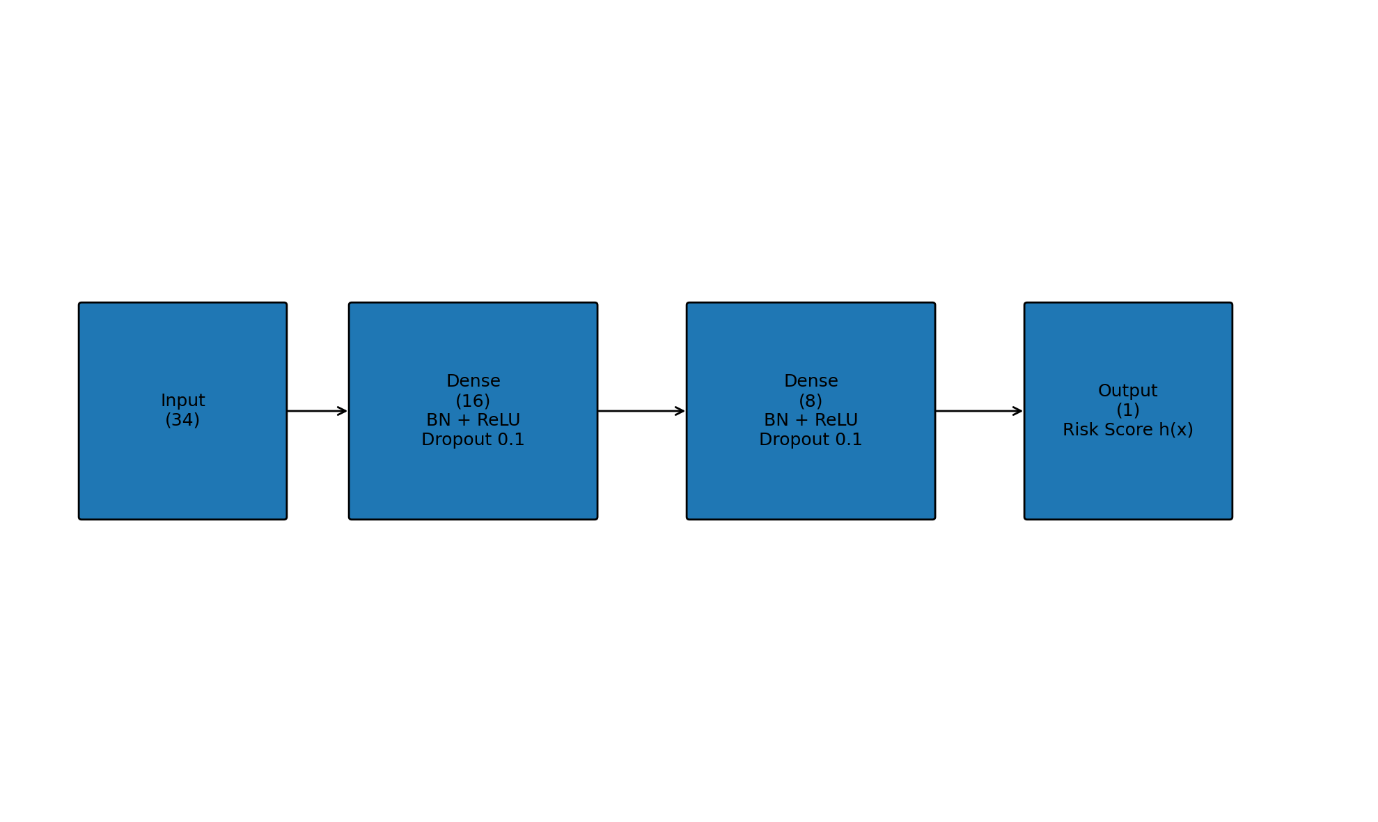 Input
(34)
Dense
(16)
BN + ReLU
Dropout 0.1
Dense
(8)
BN + ReLU
Dropout 0.1
Output
(1)
Risk Score h(x)